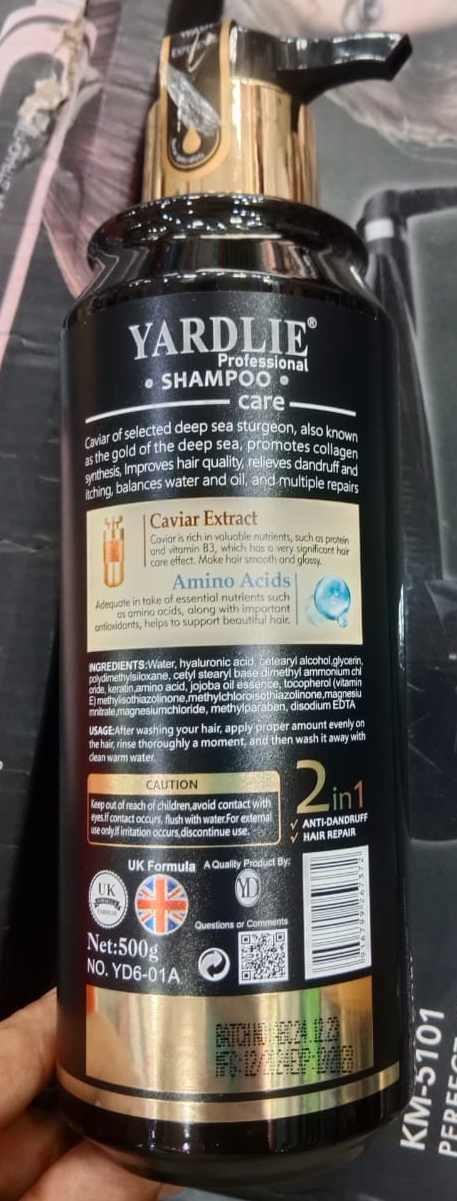 YARDLIE®
Professional
• SHAMPOO •
care
Caviar of selected deep sea sturgeon, also known
as the gold of the deep sea, promotes collagen
synthesis, Improves hair quality, relieves dandruff and
itching, balances water and oil, and multiple repairs
Caviar Extract
Caviar is rich in valuable nutrients, such as protein
and vitamin B3, which has a very significant hair
care effect. Make hair smooth and glossy.
Amino Acids
Adequate in take of essential nutrients such
as amino acids, along with important
antioxidants, helps to support beautiful hair.
INGREDIENTS:Water, hyaluronic acid, cetearyl alcohol,glycerin,
polydimethylsiloxane, cetyl stearyl base dimethyl ammonium chl
oride, keratin,amino acid, jojoba oil essence, tocopherol (vitamin
E) methylisothiazolinone,methylchloroisothiazolinone,magnesiu
mnitrate,magnesiumchloride, methylparaben, disodium EDTA
USAGE:After washing your hair, apply proper amount evenly on
the hair, rinse thoroughly a moment, and then wash it away with
clean warm water.
CAUTION
Keep out of reach of children,avoid contact with
eyes.If contact occurs, flush with water.For external
use only.If irritation occurs,discontinue use.
2in1
✓ ANTI-DANDRUFF
✓ HAIR REPAIR
UK Formula
A Quality Product By:
UK
YD
Questions or Comments
Net:500g
NO. YD6-01A
KM-5101